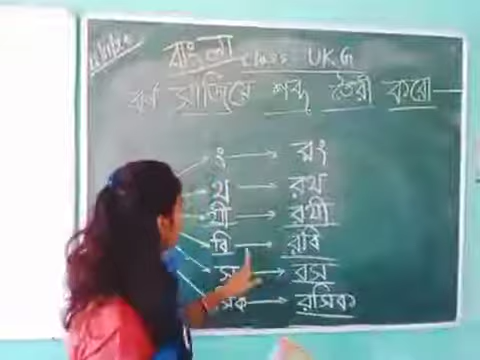 বাংলা class UKG
বর্ণ সাজিয়ে শব্দ তৈরী করো
ং → রং
থ → রথ
থী → রথী
বি → রবি
স → রস
সিক → রসিক